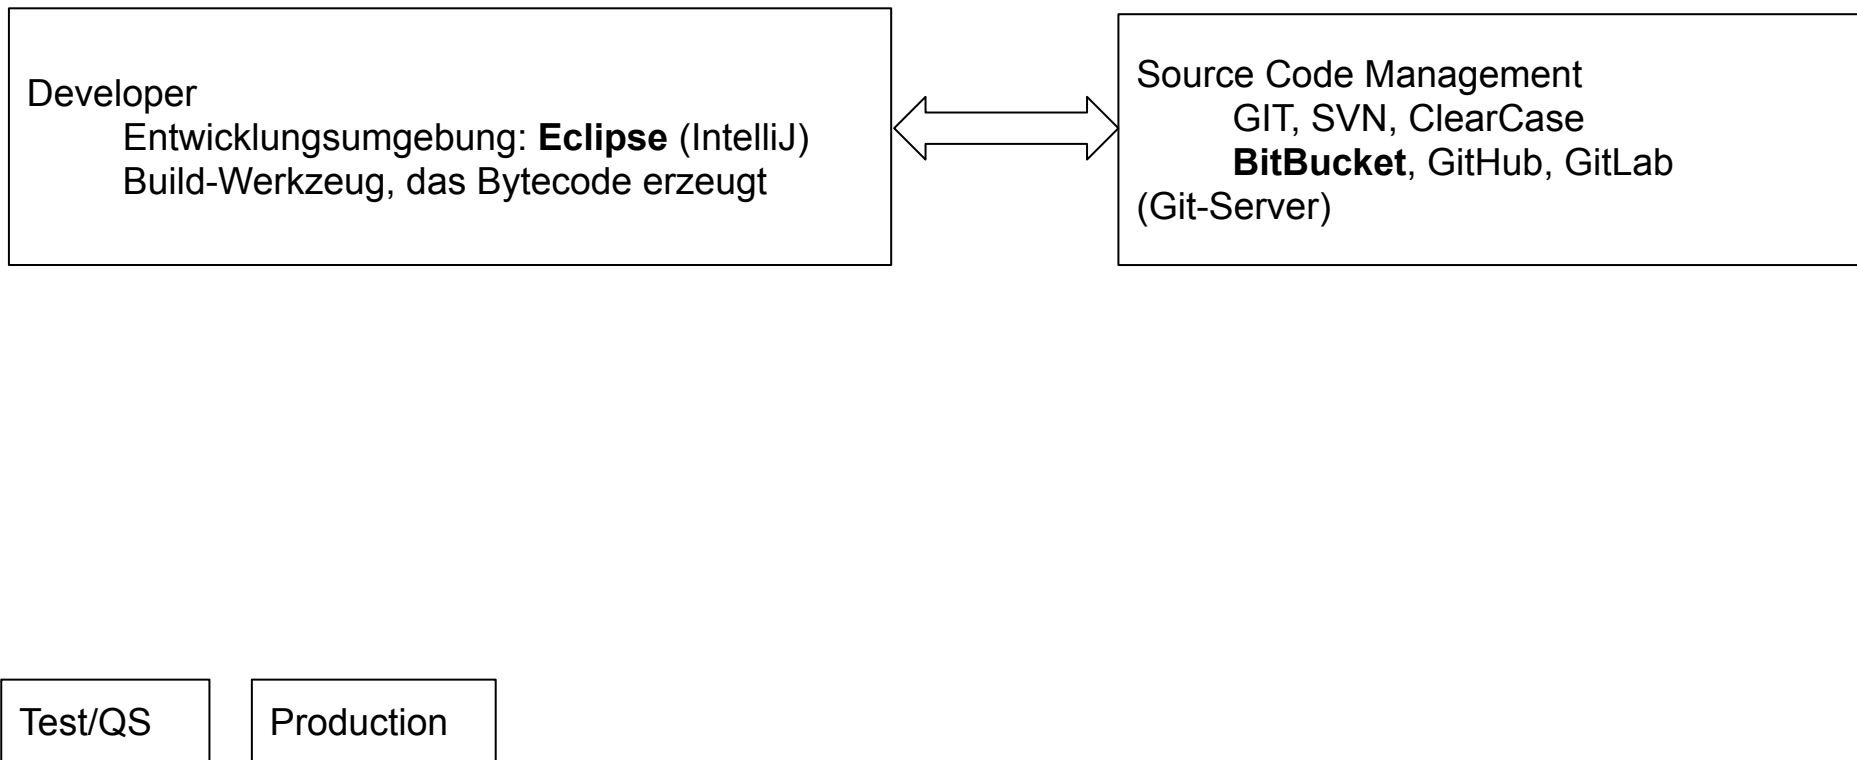 Developer
Entwicklungsumgebung: Eclipse (IntelliJ)
Build-Werkzeug, das Bytecode erzeugt
Source Code Management
GIT, SVN, ClearCase
BitBucket, GitHub, GitLab
(Git-Server)
Test/QS
Production